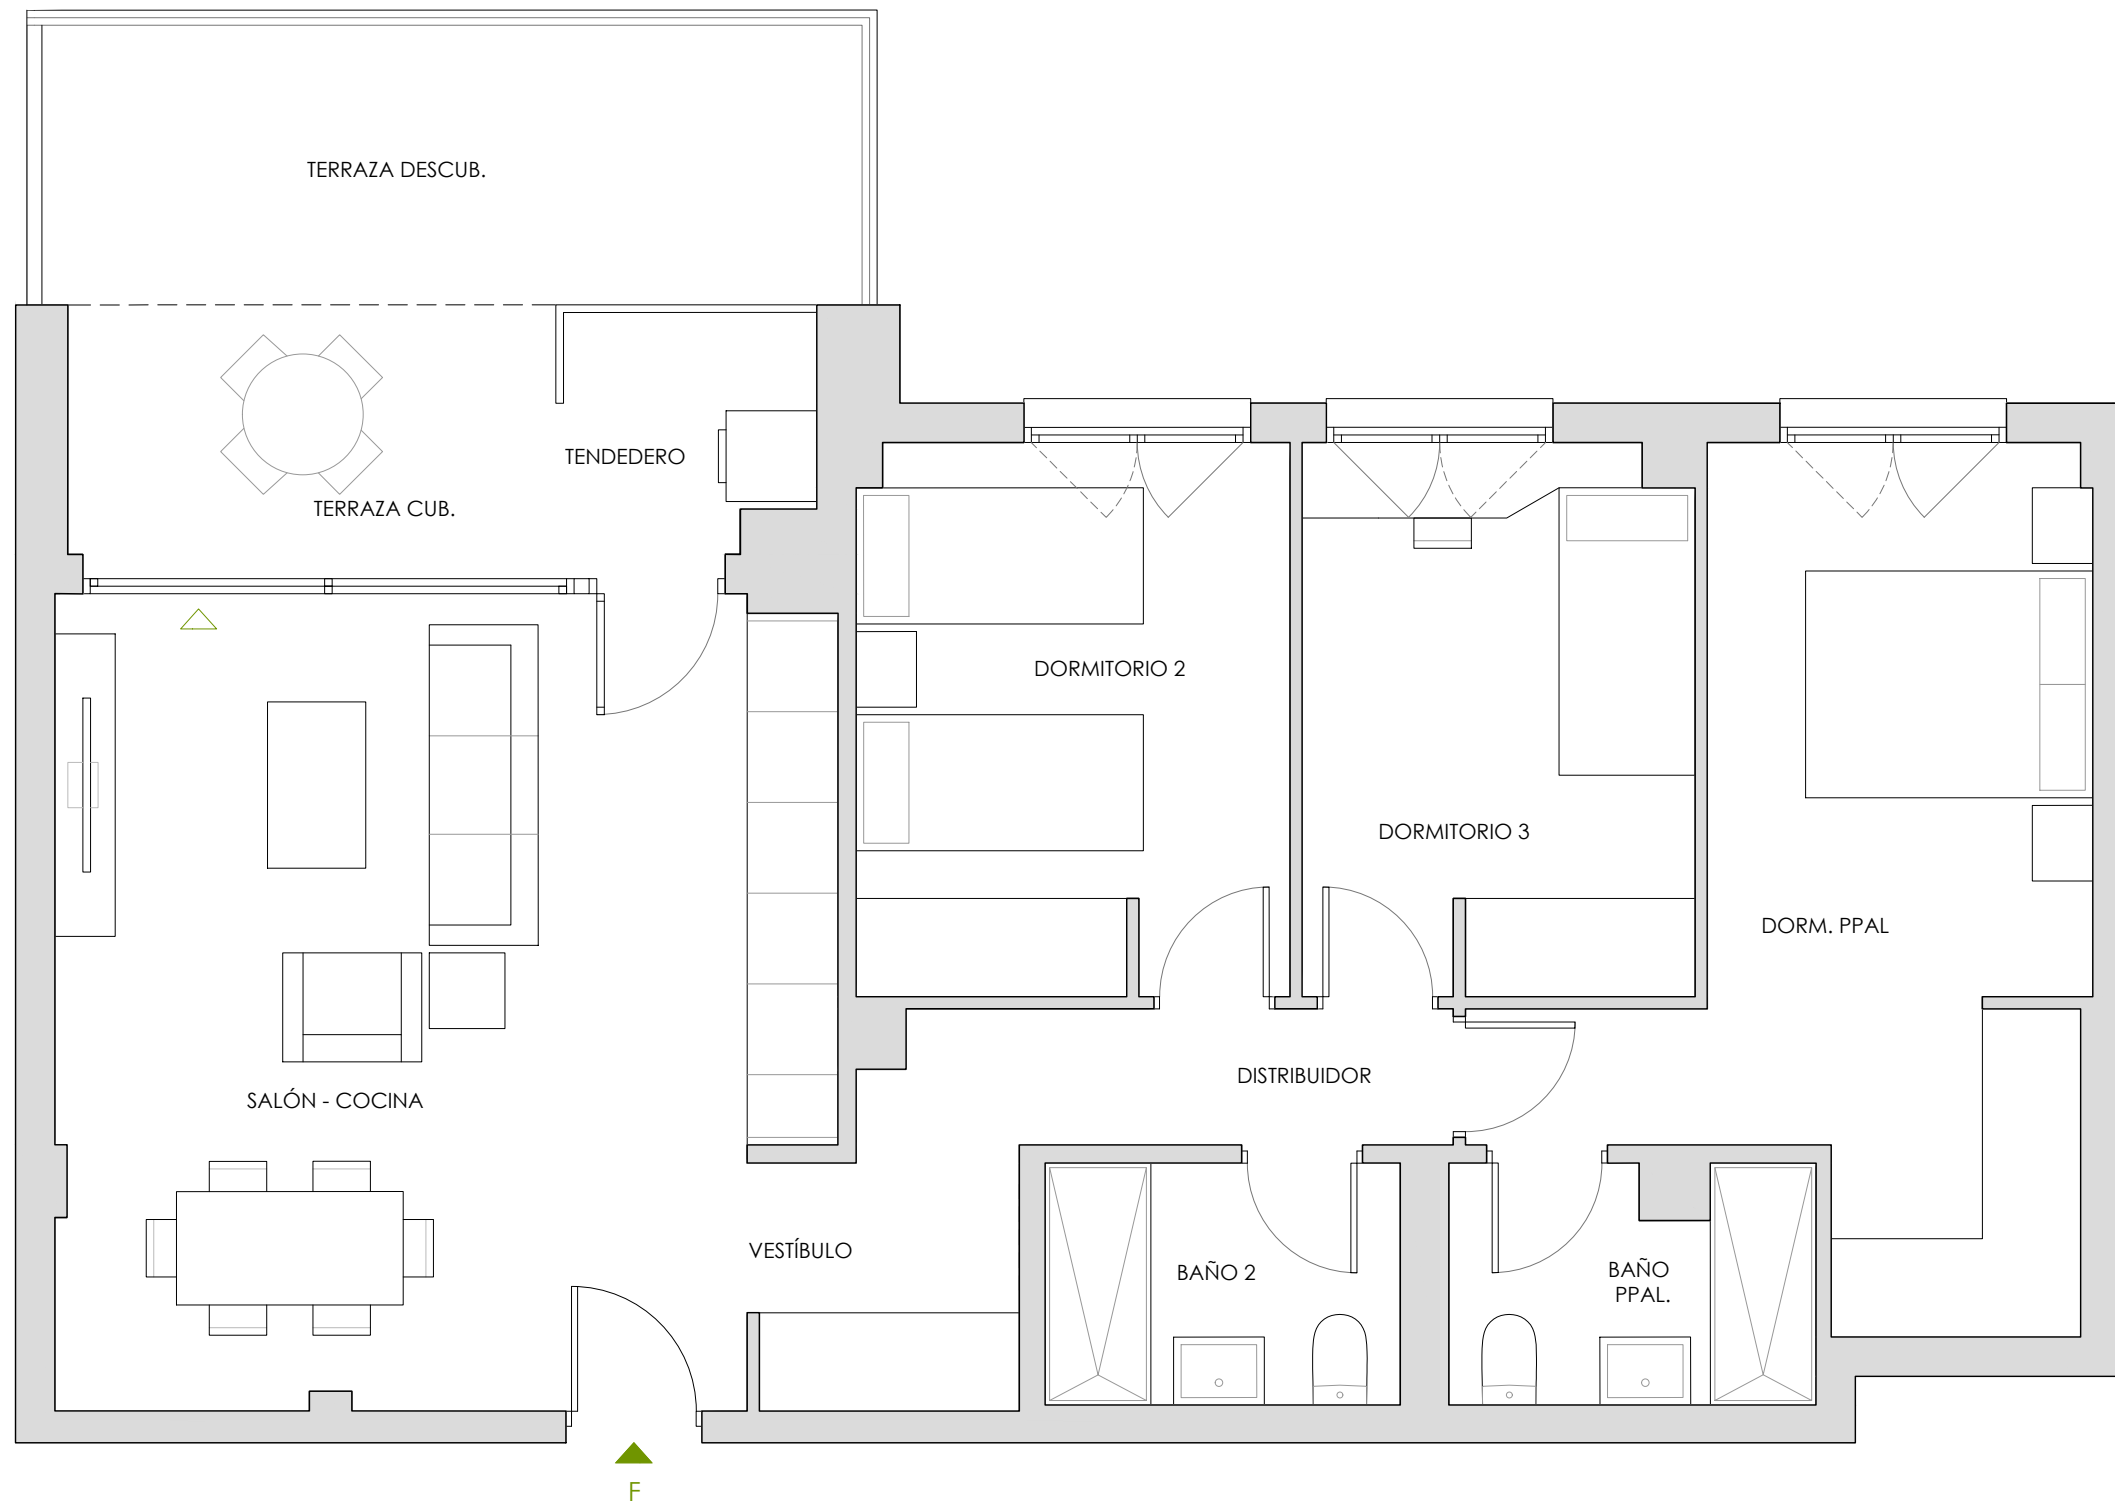 TERRAZA DESCUB.
TENDEDERO
TERRAZA CUB.
DORMITORIO 2
DORMITORIO 3
DORM. PPAL
DISTRIBUIDOR
SALÓN - COCINA
VESTÍBULO
BAÑO 2
BAÑO
PPAL.
F